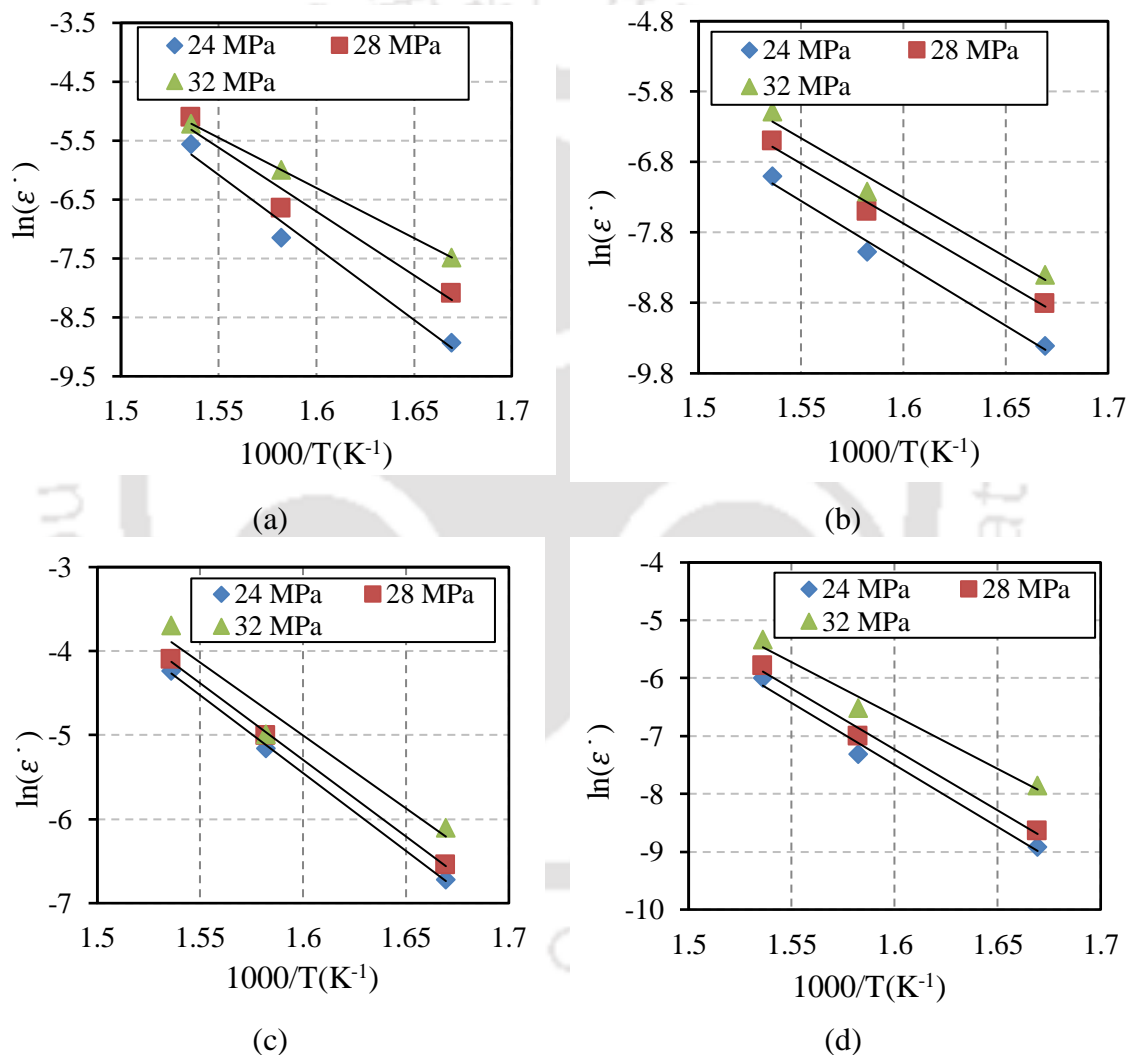 -3.5
-4.5
-5.5
-6.5
-7.5
-8.5
-9.5
ln(ε˙)
24 MPa 28 MPa
32 MPa
1.5 1.55 1.6 1.65 1.7
1000/T(K⁻¹)
(a)
-4.8
-5.8
-6.8
-7.8
-8.8
-9.8
ln(ε˙)
24 MPa 28 MPa
32 MPa
1.5 1.55 1.6 1.65 1.7
1000/T(K⁻¹)
(b)
-3
-4
-5
-6
-7
ln(ε˙)
24 MPa 28 MPa
32 MPa
1.5 1.55 1.6 1.65 1.7
1000/T(K⁻¹)
(c)
-4
-5
-6
-7
-8
-9
-10
ln(ε˙)
24 MPa 28 MPa
32 MPa
1.5 1.55 1.6 1.65 1.7
1000/T(K⁻¹)
(d)